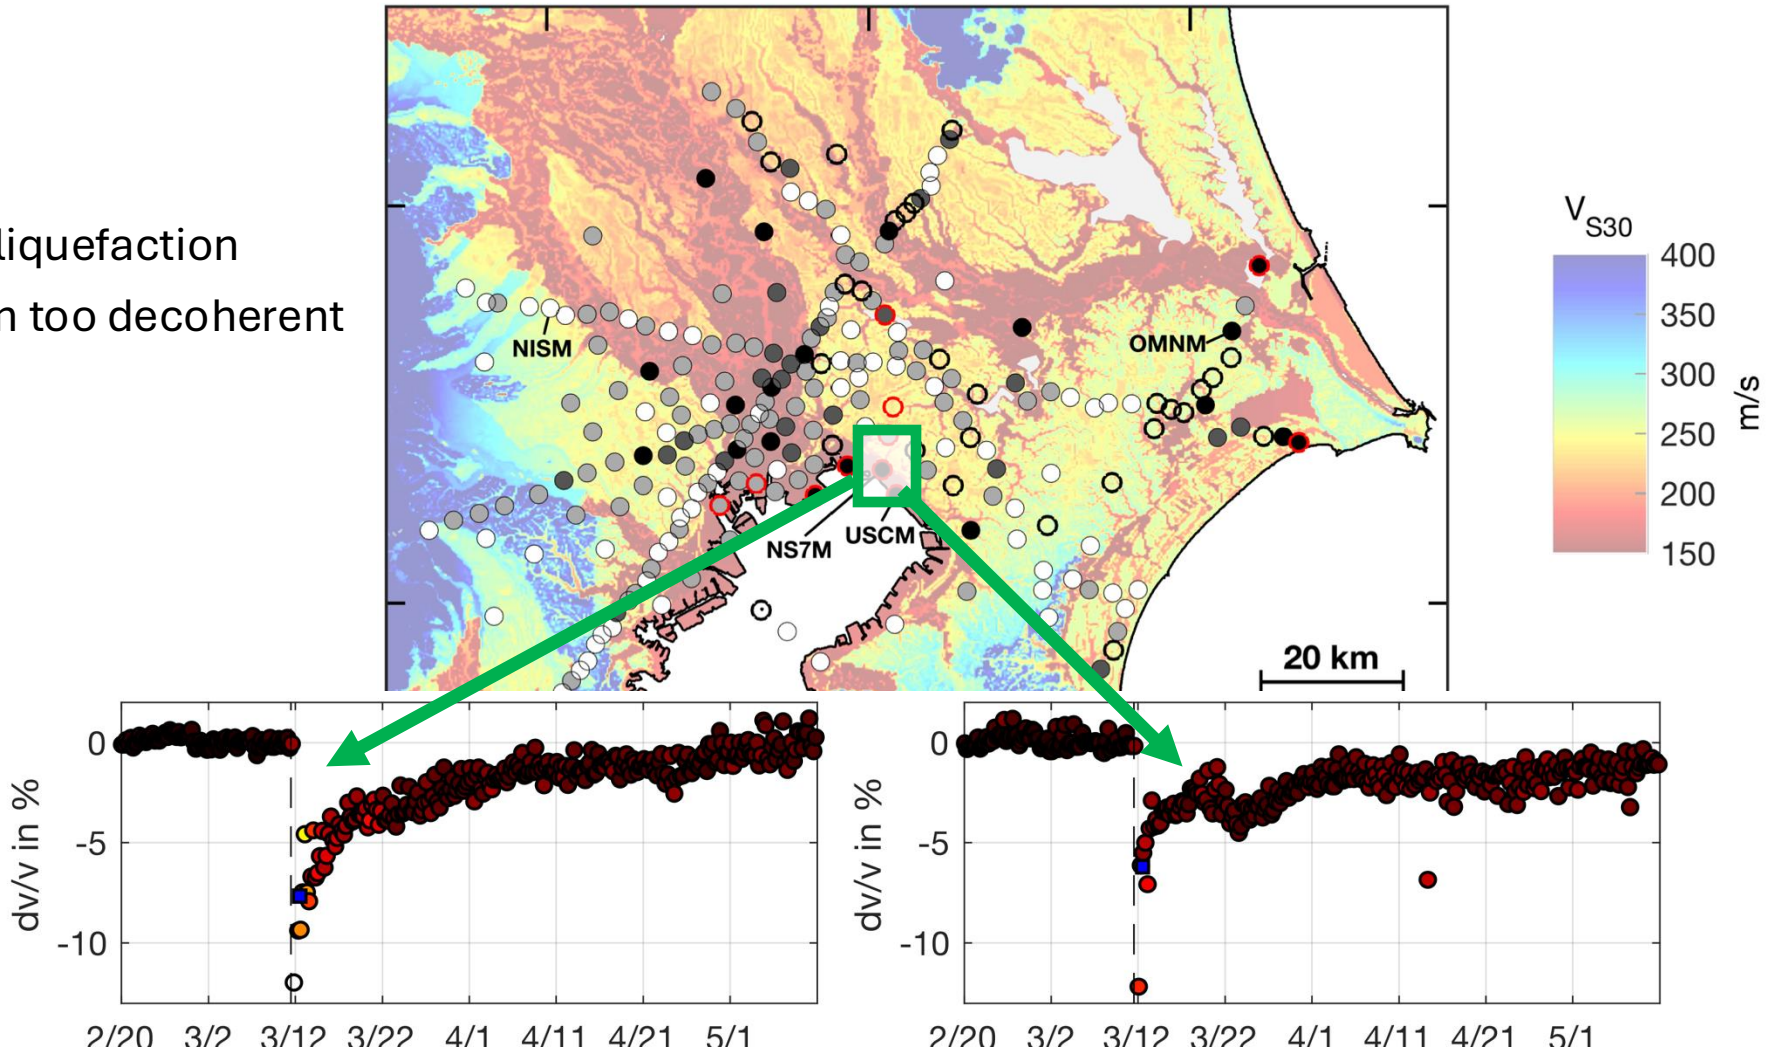 liquefaction
too decoherent
NISM
OMNM
NS7M
USCM
20 km
VS30
400
350
300
250
200
150
m/s
dv/v in %
0
-5
-10
2/20 3/2 3/12 3/22 4/1 4/11 4/21 5/1
dv/v in %
0
-5
-10
2/20 3/2 3/12 3/22 4/1 4/11 4/21 5/1